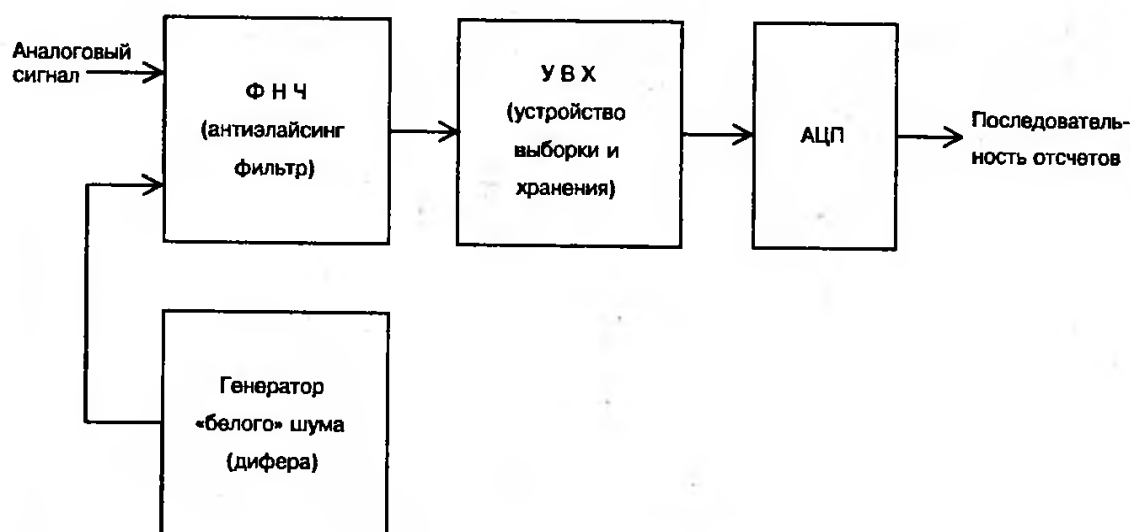 Аналоговый
сигнал
Ф Н Ч
(антиэлайсинг
фильтр)
У В Х
(устройство
выборки и
хранения)
АЦП
Последователь-
ность отсчетов
Генератор
«белого» шума
(дифера)